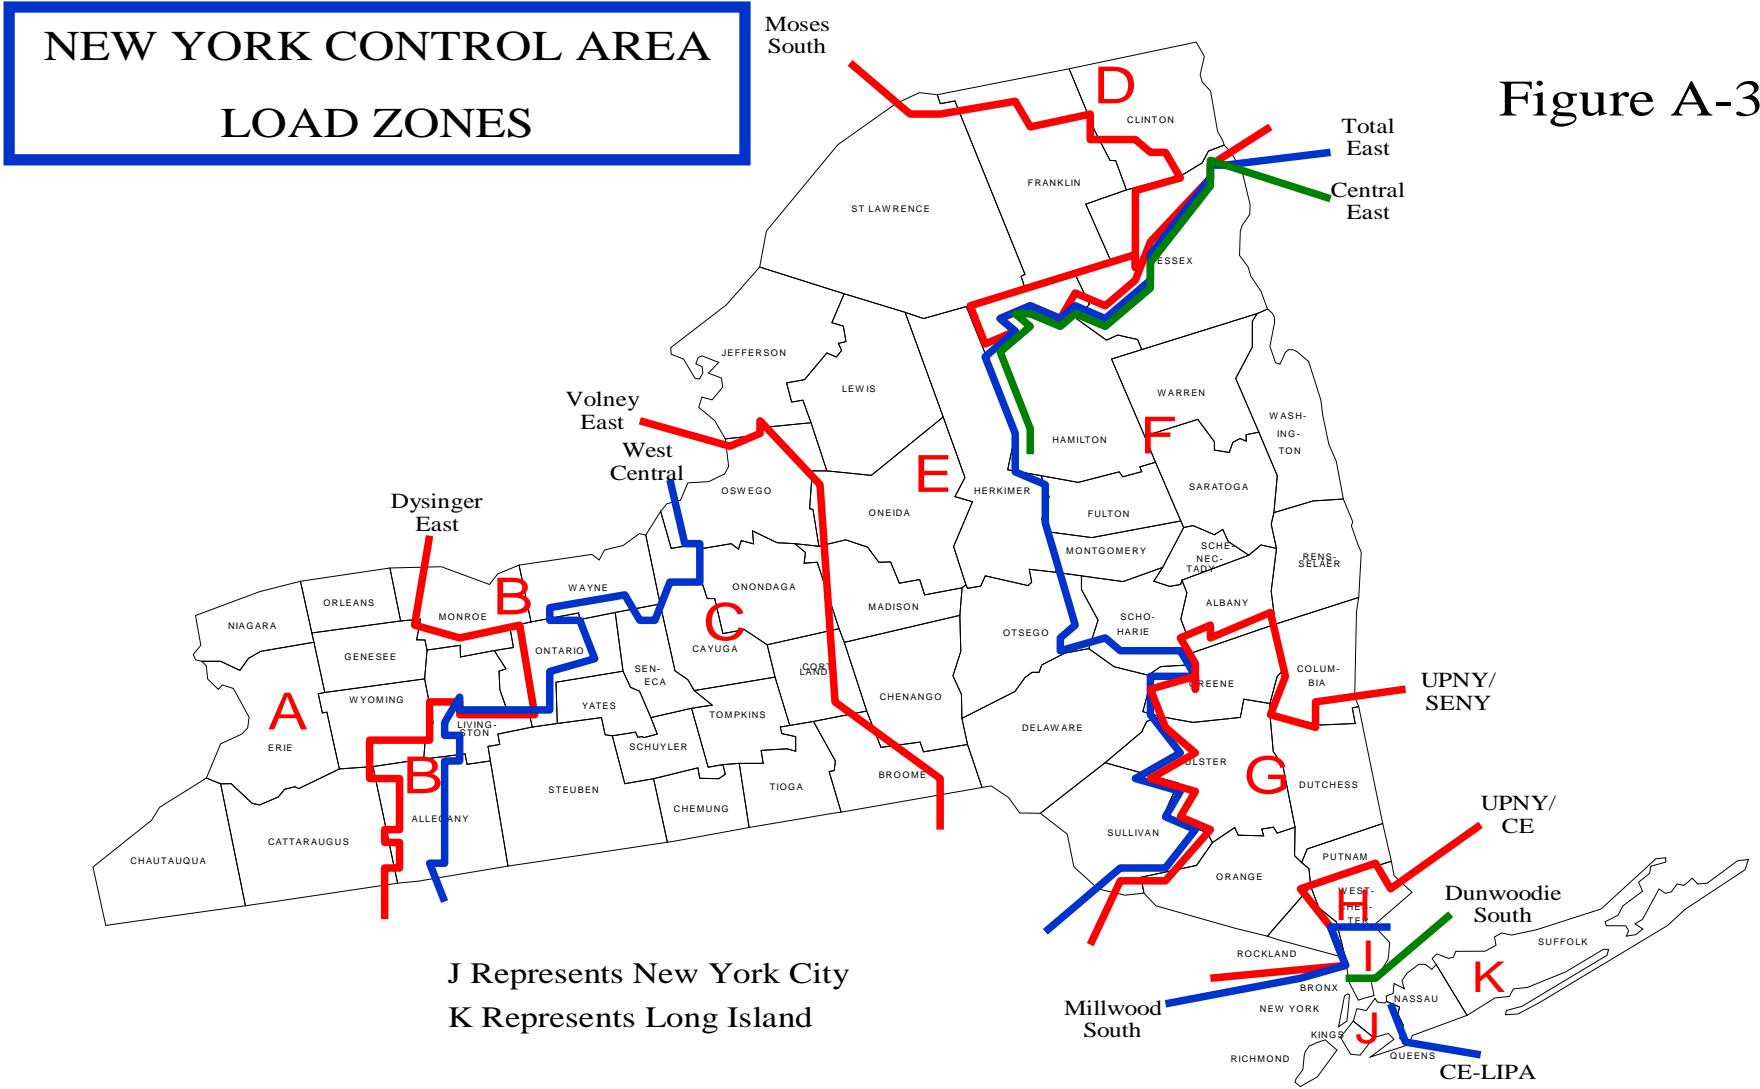 NEW YORK CONTROL AREA
LOAD ZONES
Figure A-3
Moses
South
D
CLINTON
Total
East
Central
East
FRANKLIN
ST LAWRENCE
ESSEX
JEFFERSON
LEWIS
WARREN
WASH-
ING-
TON
Volney
East
West
Central
HAMILTON
F
E
HERKIMER
OSWEGO
ONEIDA
SARATOGA
FULTON
Dysinger
East
MONTGOMERY
SCHE-
NEC-
TADY
RENS-
SELAER
WAYNE
B
ONONDAGA
MADISON
ORLEANS
MONROE
NIAGARA
C
ALBANY
SCHO-
HARIE
OTSEGO
GENESEE
ONTARIO
CAYUGA
SEN-
ECA
CORT-
LAND
CHENANGO
GREENE
COLUM-
BIA
UPNY/
SENY
WYOMING
A
ERIE
LIVING-
STON
YATES
TOMPKINS
SCHUYLER
DELAWARE
B
BROOME
ULSTER
G
DUTCHESS
STEUBEN
TIOGA
CHEMUNG
ALLEGANY
CATTARAUGUS
CHAUTAUQUA
SULLIVAN
UPNY/
CE
PUTNAM
ORANGE
WEST-
CHES-
TER
H
Dunwoodie
South
SUFFOLK
ROCKLAND
I
K
J Represents New York City
K Represents Long Island
BRONX
NASSAU
NEW YORK
Millwood
South
KINGS
J
QUEENS
RICHMOND
CE-LIPA